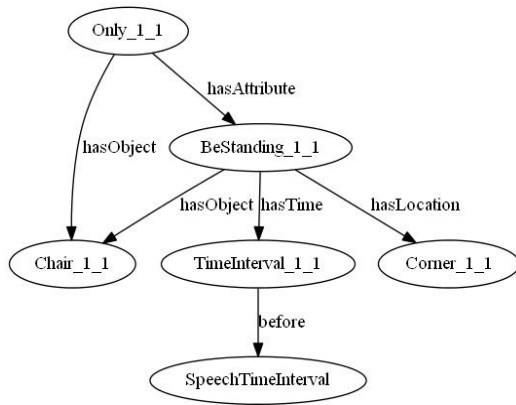 Only_1_1
hasAttribute
hasObject
BeStanding_1_1
hasObject
hasTime
hasLocation
Chair_1_1
TimeInterval_1_1
Corner_1_1
before
SpeechTimeInterval